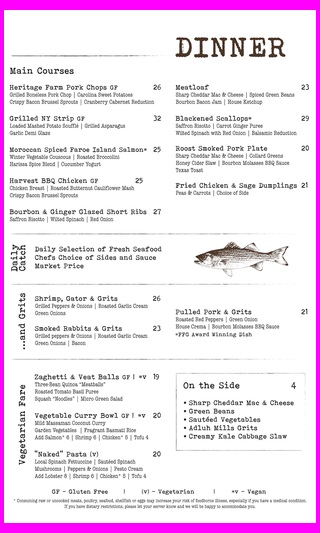 DINNER
Main Courses
Heritage Farm Pork Chops GF 26
Grilled Boneless Pork Chop | Carolina Sweet Potatoes
Crispy Bacon Brussel Sprouts | Cranberry Cabernet Reduction
Grilled NY Strip GF 32
Loaded Mashed Potato Soufflé | Grilled Asparagus
Garlic Demi Glaze
Moroccan Spiced Faroe Island Salmon* 25
Winter Vegetable Couscous | Roasted Broccolini
Harissa Spice Blend | Cucumber Yogurt
Harvest BBQ Chicken GF 25
Chicken Breast | Roasted Butternut Cauliflower Mash
Crispy Bacon Brussel Sprouts
Bourbon & Ginger Glazed Short Ribs 27
Saffron Risotto | Wilted Spinach | Red Onion
Meatloaf 23
Sharp Cheddar Mac & Cheese | Spiced Green Beans
Bourbon Bacon Jam | House Ketchup
Blackened Scallops* 29
Saffron Risotto | Carrot Ginger Puree
Wilted Spinach with Red Onion | Balsamic Reduction
Roost Smoked Pork Plate 20
Sharp Cheddar Mac & Cheese | Collard Greens
Honey Cider Slaw | Bourbon Molasses BBQ Sauce
Texas Toast
Fried Chicken & Sage Dumplings 21
Peas & Carrots | Choice of Side
Daily
Catch
Daily Selection of Fresh Seafood
Chefs Choice of Sides and Sauce
Market Price
...and Grits
Shrimp, Gator & Grits 26
Grilled Peppers & Onions | Roasted Garlic Cream
Green Onions
Smoked Rabbits & Grits 23
Grilled peppers & Onions | Roasted Garlic Cream
Green Onions | Bacon
Pulled Pork & Grits 21
Roasted Red Peppers | Green Onion
House Crema | Bourbon Molasses BBQ Sauce
*FPG Award Winning Dish
Vegetarian Fare
Zaghetti & Veat Balls GF | *v 19
Three-Bean Quinoa "Meatballs"
Roasted Tomato Basil Puree
Squash "Noodles" | Micro Green Salad
Vegetable Curry Bowl GF | *v 20
Mild Massaman Coconut Curry
Garden Vegetables | Fragrant Basmati Rice
Add Salmon* 6 | Shrimp 6 | Chicken* 5 | Tofu 4
"Naked" Pasta (v) 20
Local Spinach Fettuccine | Sautéed Spinach
Mushrooms | Peppers & Onions | Pesto Cream
Add Lobster 6 | Shrimp 6 | Chicken* 5 | Tofu 4
On the Side 4
• Sharp Cheddar Mac & Cheese
• Green Beans
• Sautéed Vegetables
• Adluh Mills Grits
• Creamy Kale Cabbage Slaw
GF - Gluten Free | (v) - Vegetarian | *v - Vegan
* Consuming raw or uncooked meats, poultry, seafood, shellfish or eggs may increase your risk of foodborne illness, especially if you have a medical condition.
If you have dietary restrictions, please let your server know and we will be happy to accommodate you.